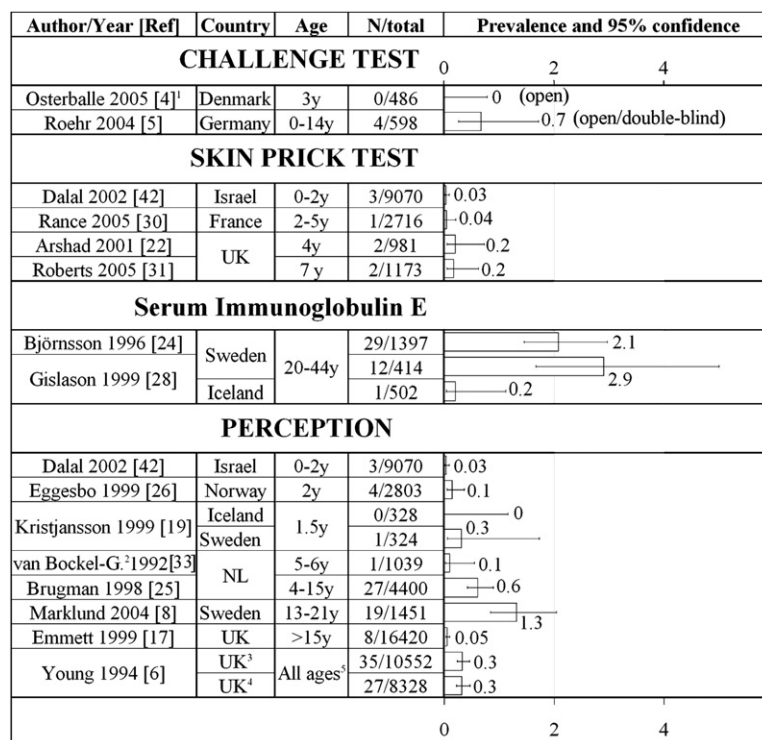 Author/Year [Ref] Country Age N/total Prevalence and 95% confidence
CHALLENGE TEST 0 2 4
Osterballe 2005 [4]¹ Denmark 3y 0/486 0 (open)
Roehr 2004 [5] Germany 0-14y 4/598 0.7 (open/double-blind)
SKIN PRICK TEST
Dalal 2002 [42] Israel 0-2y 3/9070 0.03
Rance 2005 [30] France 2-5y 1/2716 0.04
Arshad 2001 [22] UK 4y 2/981 0.2
Roberts 2005 [31] 7 y 2/1173 0.2
Serum Immunoglobulin E
Björnsson 1996 [24] Sweden 20-44y 29/1397 2.1
Gislason 1999 [28] 12/414 2.9
Iceland 1/502 0.2
PERCEPTION
Dalal 2002 [42] Israel 0-2y 3/9070 0.03
Eggesbo 1999 [26] Norway 2y 4/2803 0.1
Kristjansson 1999 [19] Iceland 1.5y 0/328 0
Sweden 1/324 0.3
van Bockel-G.²1992[33] NL 5-6y 1/1039 0.1
Brugman 1998 [25] 4-15y 27/4400 0.6
Marklund 2004 [8] Sweden 13-21y 19/1451 1.3
Emmett 1999 [17] UK >15y 8/16420 0.05
Young 1994 [6] UK³ All ages⁵ 35/10552 0.3
UK⁴ 27/8328 0.3
0 2 4